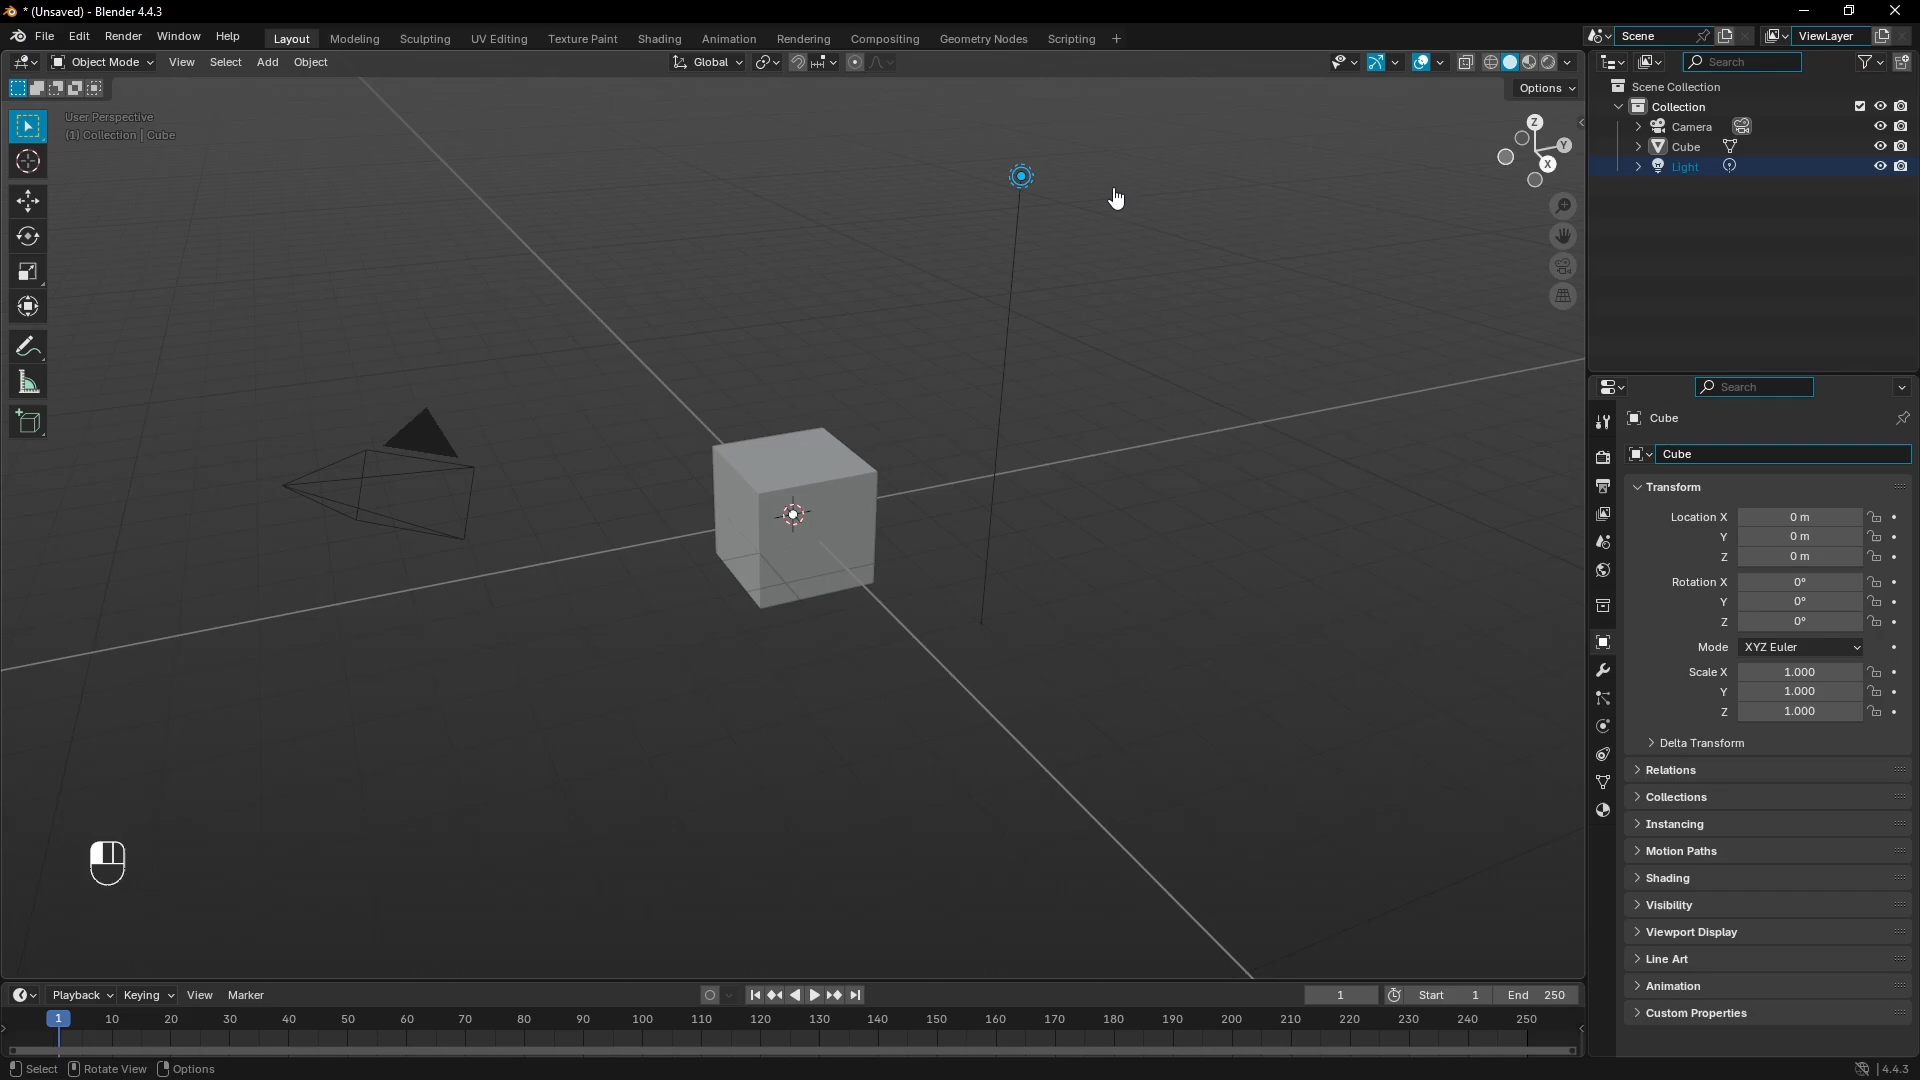 * (Unsaved) - Blender 4.4.3
File Edit Render Window Help Layout Modeling Sculpting UV Editing Texture Paint Shading Animation Rendering Compositing Geometry Nodes Scripting + Scene ViewLayer
Object Mode View Select Add Object Global Search
Options
User Perspective
(1) Collection | Cube
Z
Y
X
Scene Collection
Collection
Camera
Cube
Light
Search
Cube
Cube
Transform
Location X 0 m
Y 0 m
Z 0 m
Rotation X 0°
Y 0°
Z 0°
Mode XYZ Euler
Scale X 1.000
Y 1.000
Z 1.000
Delta Transform
Relations
Collections
Instancing
Motion Paths
Shading
Visibility
Viewport Display
Line Art
Animation
Custom Properties
Playback Keying View Marker 1 Start 1 End 250
1 10 20 30 40 50 60 70 80 90 100 110 120 130 140 150 160 170 180 190 200 210 220 230 240 250
Select Rotate View Options 4.4.3